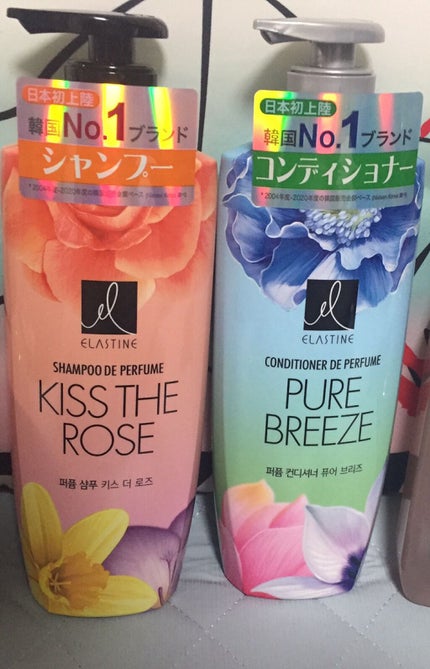 日本初上陸
韓国No.1ブランド
シャンプー
ELASTINE
SHAMPOO DE PERFUME
KISS THE
ROSE
퍼퓸 샴푸 키스 더 로즈
日本初上陸
韓国No.1ブランド
コンディショナー
ELASTINE
CONDITIONER DE PERFUME
PURE
BREEZE
퍼퓸 컨디셔너 퓨어 브리즈